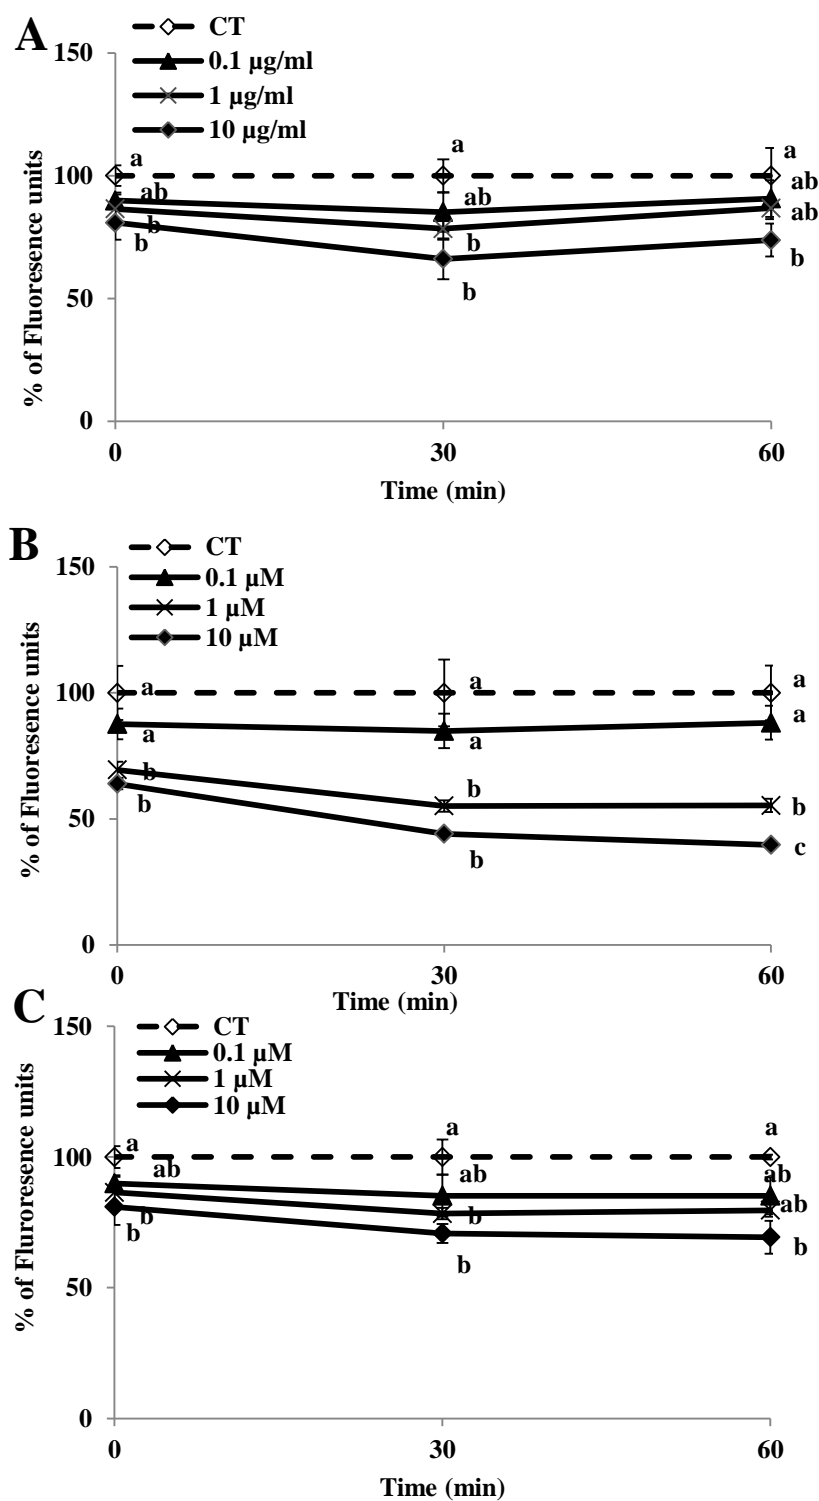 A
CT
0.1 µg/ml
1 µg/ml
10 µg/ml
150
100
50
0
% of Fluoresence units
a
ab
b
b
a
ab
b
b
a
ab
ab
b
0
30
60
Time (min)
B
CT
0.1 µM
1 µM
10 µM
150
100
50
0
% of Fluoresence units
a
a
b
b
a
a
b
b
a
a
b
c
0
30
60
Time (min)
C
CT
0.1 µM
1 µM
10 µM
150
100
50
0
% of Fluroresence units
a
ab
b
b
a
ab
b
b
a
ab
ab
b
0
30
60
Time (min)